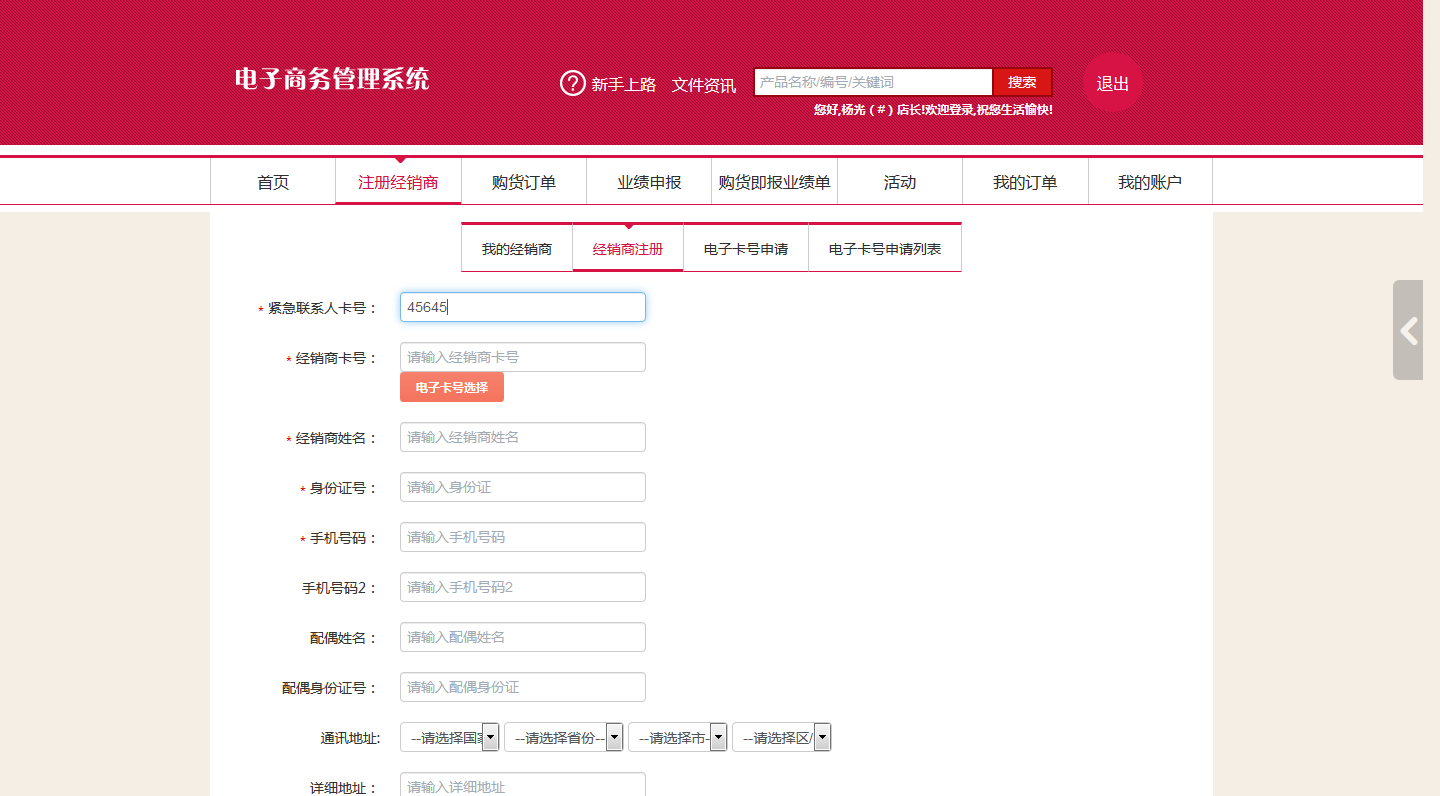 电子商务管理系统
? 新手上路 文件资讯 产品名称/编号/关键词 搜索 退出
您好,杨光（#）店长!欢迎登录,祝您生活愉快!
首页 注册经销商 购货订单 业绩申报 购货即报业绩单 活动 我的订单 我的账户
我的经销商 经销商注册 电子卡号申请 电子卡号申请列表
* 紧急联系人卡号： 45645
* 经销商卡号： 请输入经销商卡号
电子卡号选择
* 经销商姓名： 请输入经销商姓名
* 身份证号： 请输入身份证
* 手机号码： 请输入手机号码
手机号码2： 请输入手机号码2
配偶姓名： 请输入配偶姓名
配偶身份证号： 请输入配偶身份证
通讯地址: --请选择国家 --请选择省份-- --请选择市- --请选择区/
详细地址： 请输入详细地址